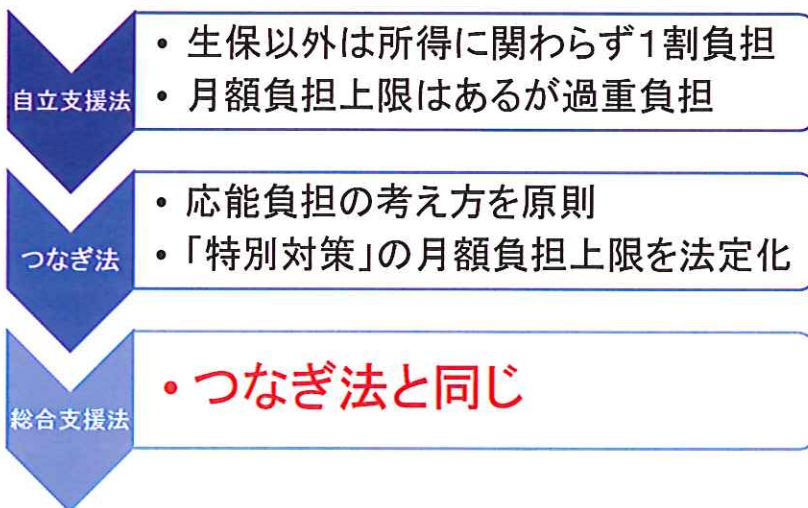 自立支援法
・生保以外は所得に関わらず1割負担
・月額負担上限はあるが過重負担
つなぎ法
・応能負担の考え方を原則
・「特別対策」の月額負担上限を法定化
総合支援法
・つなぎ法と同じ